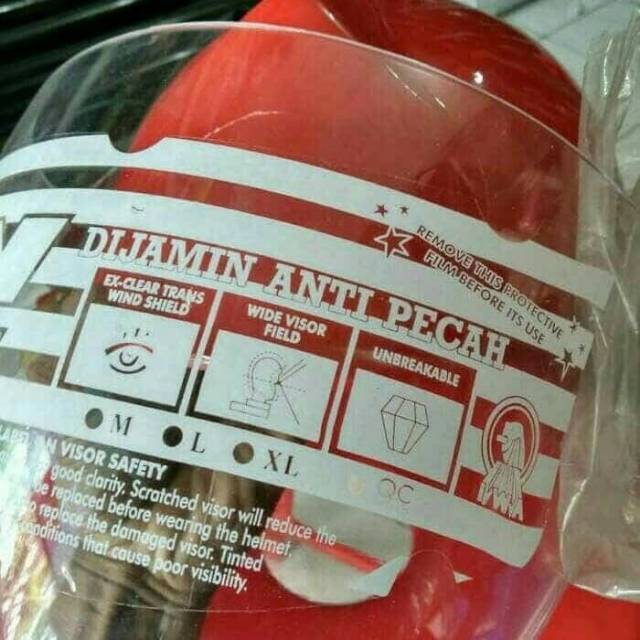 REMOVE THIS PROTECTIVE
FILM BEFORE ITS USE
DIJAMIN ANTI PECAH
EX-CLEAR TRANS
WIND SHIELD
WIDE VISOR
FIELD
UNBREAKABLE
M
L
XL
QC
N VISOR SAFETY
good clarity. Scratched visor will reduce the
replaced before wearing the helmet,
replace the damaged visor. Tinted
that cause poor visibility.